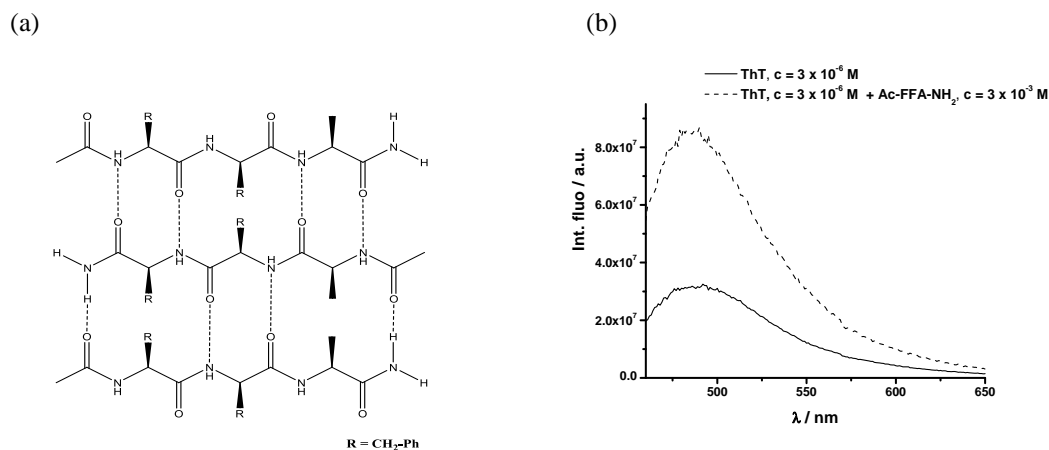 (a)
(b)
O
R
H
N
O
H
N
O
N
H
R
O
N
H
H
O
R
O
H
N
H
N
R
O
N
H
O
N
H
O
O
R
H
N
H
N
O
R
O
N
H
O
N
H
H
R = CH2-Ph
ThT, c = 3 x 10-6 M
ThT, c = 3 x 10-6 M + Ac-FFA-NH2, c = 3 x 10-3 M
Int. fluo / a.u.
8.0x107
6.0x107
4.0x107
2.0x107
0.0
500
550
600
650
λ / nm